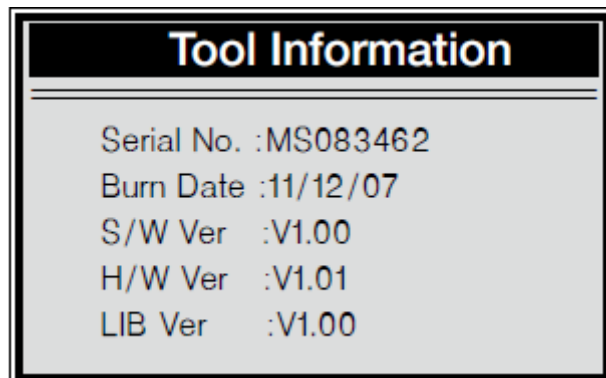 Tool Information
Serial No. :MS083462
Burn Date :11/12/07
S/W Ver :V1.00
H/W Ver :V1.01
LIB Ver :V1.00